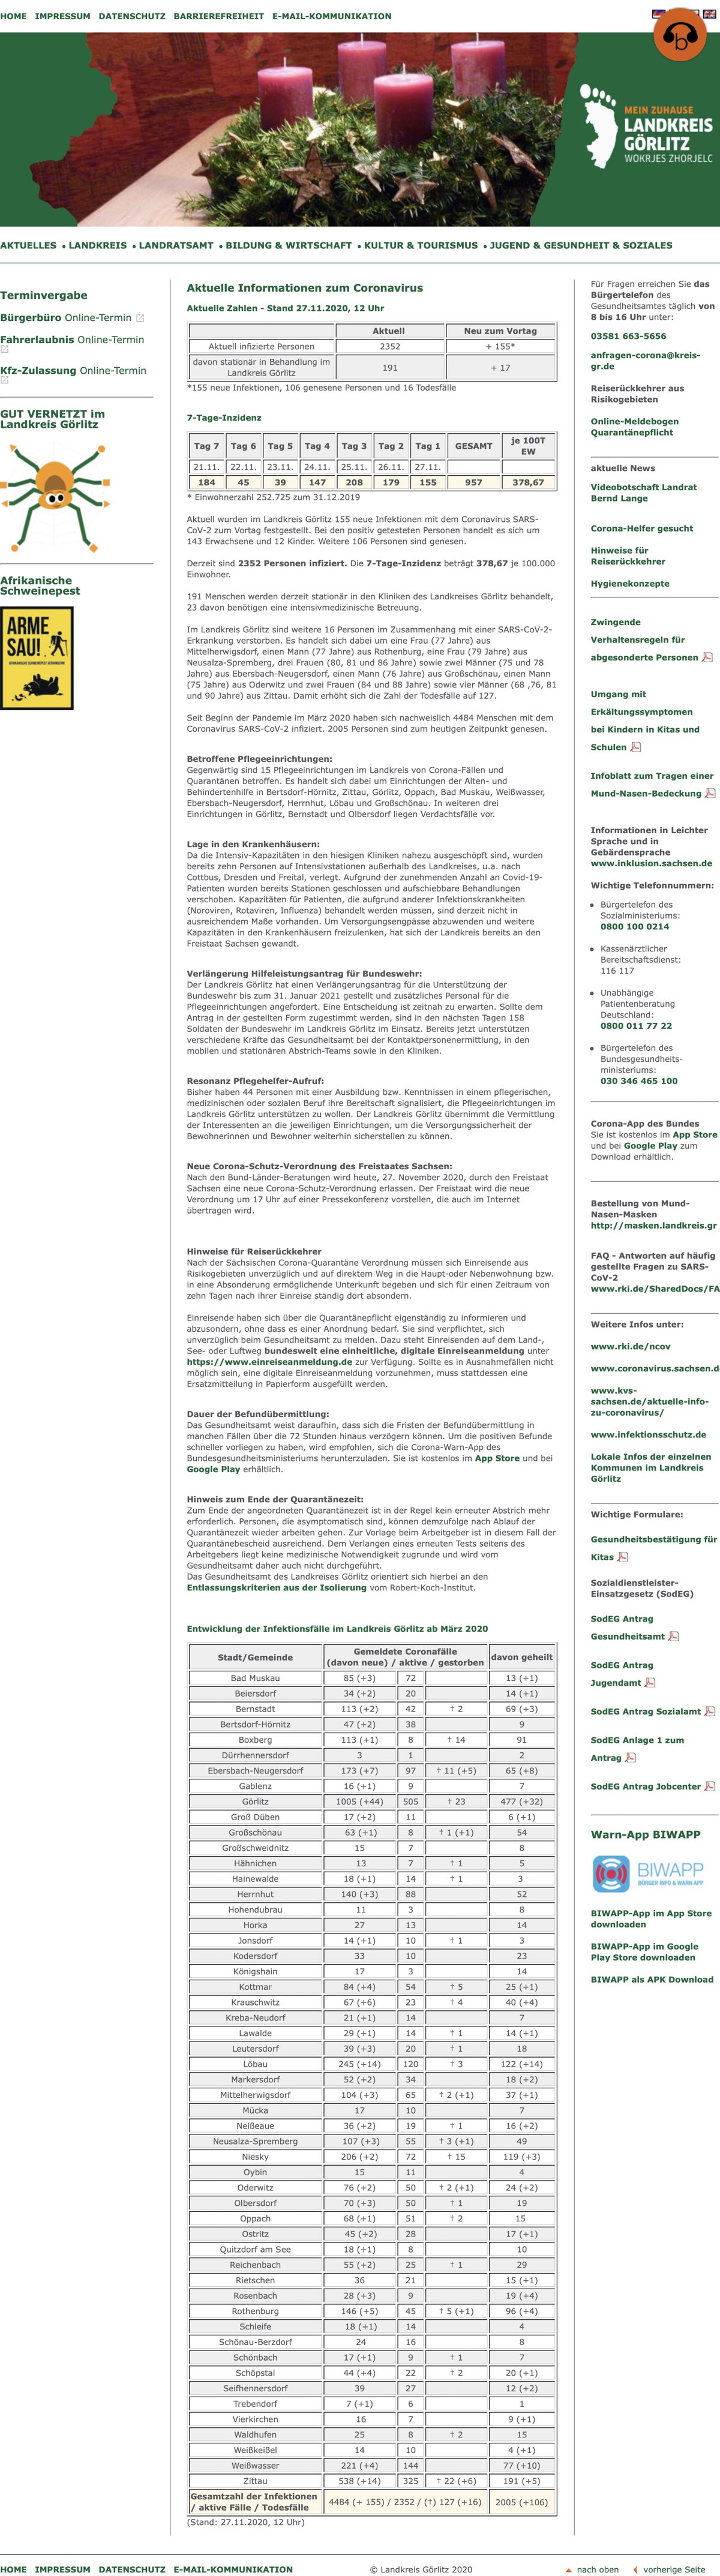 HOME IMPRESSUM DATENSCHUTZ BARRIEREFREIHEIT E-MAIL-KOMMUNIKATION
MEIN ZUHAUSE
LANDKREIS
GÖRLITZ
WOKRJES ZHORJELC
AKTUELLES • LANDKREIS • LANDRATSAMT • BILDUNG & WIRTSCHAFT • KULTUR & TOURISMUS • JUGEND & GESUNDHEIT & SOZIALES
Terminvergabe
Bürgerbüro Online-Termin
Fahrerlaubnis Online-Termin
Kfz-Zulassung Online-Termin
GUT VERNETZT im
Landkreis Görlitz
Afrikanische
Schweinepest
ARME
SAU!
Aktuelle Informationen zum Coronavirus
Aktuelle Zahlen - Stand 27.11.2020, 12 Uhr
Aktuell Neu zum Vortag
Aktuell infizierte Personen 2352 + 155*
davon stationär in Behandlung im
Landkreis Görlitz 191 + 17
*155 neue Infektionen, 106 genesene Personen und 16 Todesfälle
7-Tage-Inzidenz
Tag 7 Tag 6 Tag 5 Tag 4 Tag 3 Tag 2 Tag 1 GESAMT je 100T
EW
21.11. 22.11. 23.11. 24.11. 25.11. 26.11. 27.11.
184 45 39 147 208 179 155 957 378,67
* Einwohnerzahl 252.725 zum 31.12.2019
Aktuell wurden im Landkreis Görlitz 155 neue Infektionen mit dem Coronavirus SARS-
CoV-2 zum Vortag festgestellt. Bei den positiv getesteten Personen handelt es sich um
143 Erwachsene und 12 Kinder. Weitere 106 Personen sind genesen.
Derzeit sind 2352 Personen infiziert. Die 7-Tage-Inzidenz beträgt 378,67 je 100.000
Einwohner.
191 Menschen werden derzeit stationär in den Kliniken des Landkreises Görlitz behandelt,
23 davon benötigen eine intensivmedizinische Betreuung.
Im Landkreis Görlitz sind weitere 16 Personen im Zusammenhang mit einer SARS-CoV-2-
Erkrankung verstorben. Es handelt sich dabei um eine Frau (77 Jahre) aus
Mittelherwigsdorf, einen Mann (77 Jahre) aus Rothenburg, eine Frau (79 Jahre) aus
Neusalza-Spremberg, drei Frauen (80, 81 und 86 Jahre) sowie zwei Männer (75 und 78
Jahre) aus Ebersbach-Neugersdorf, einen Mann (76 Jahre) aus Großschönau, einen Mann
(75 Jahre) aus Oderwitz und zwei Frauen (84 und 88 Jahre) sowie vier Männer (68 ,76, 81
und 90 Jahre) aus Zittau. Damit erhöht sich die Zahl der Todesfälle auf 127.
Seit Beginn der Pandemie im März 2020 haben sich nachweislich 4484 Menschen mit dem
Coronavirus SARS-CoV-2 infiziert. 2005 Personen sind zum heutigen Zeitpunkt genesen.
Betroffene Pflegeeinrichtungen:
Gegenwärtig sind 15 Pflegeeinrichtungen im Landkreis von Corona-Fällen und
Quarantänen betroffen. Es handelt sich dabei um Einrichtungen der Alten- und
Behindertenhilfe in Bertsdorf-Hörnitz, Zittau, Görlitz, Oppach, Bad Muskau, Weißwasser,
Ebersbach-Neugersdorf, Herrnhut, Löbau und Großschönau. In weiteren drei
Einrichtungen in Görlitz, Bernstadt und Olbersdorf liegen Verdachtsfälle vor.
Lage in den Krankenhäusern:
Da die Intensiv-Kapazitäten in den hiesigen Kliniken nahezu ausgeschöpft sind, wurden
bereits zehn Personen auf Intensivstationen außerhalb des Landkreises, u.a. nach
Cottbus, Dresden und Freital, verlegt. Aufgrund der zunehmenden Anzahl an Covid-19-
Patienten wurden bereits Stationen geschlossen und aufschiebbare Behandlungen
verschoben. Kapazitäten für Patienten, die aufgrund anderer Infektionskrankheiten
(Noroviren, Rotaviren, Influenza) behandelt werden müssen, sind derzeit nicht in
ausreichendem Maße vorhanden. Um Versorgungsengpässe abzuwenden und weitere
Kapazitäten in den Krankenhäusern freizulenken, hat sich der Landkreis bereits an den
Freistaat Sachsen gewandt.
Verlängerung Hilfeleistungsantrag für Bundeswehr:
Der Landkreis Görlitz hat einen Verlängerungsantrag für die Unterstützung der
Bundeswehr bis zum 31. Januar 2021 gestellt und zusätzliches Personal für die
Pflegeeinrichtungen angefordert. Eine Entscheidung ist zeitnah zu erwarten. Sollte dem
Antrag in der gestellten Form zugestimmt werden, sind in den nächsten Tagen 158
Soldaten der Bundeswehr im Landkreis Görlitz im Einsatz. Bereits jetzt unterstützen
verschiedene Kräfte das Gesundheitsamt bei der Kontaktpersonenermittlung, in den
mobilen und stationären Abstrich-Teams sowie in den Kliniken.
Resonanz Pflegehelfer-Aufruf:
Bisher haben 44 Personen mit einer Ausbildung bzw. Kenntnissen in einem pflegerischen,
medizinischen oder sozialen Beruf ihre Bereitschaft signalisiert, die Pflegeeinrichtungen im
Landkreis Görlitz unterstützen zu wollen. Der Landkreis Görlitz übernimmt die Vermittlung
der Interessenten an die jeweiligen Einrichtungen, um die Versorgungssicherheit der
Bewohnerinnen und Bewohner weiterhin sicherstellen zu können.
Neue Corona-Schutz-Verordnung des Freistaates Sachsen:
Nach den Bund-Länder-Beratungen wird heute, 27. November 2020, durch den Freistaat
Sachsen eine neue Corona-Schutz-Verordnung erlassen. Der Freistaat wird die neue
Verordnung um 17 Uhr auf einer Pressekonferenz vorstellen, die auch im Internet
übertragen wird.
Hinweise für Reiserückkehrer
Nach der Sächsischen Corona-Quarantäne Verordnung müssen sich Einreisende aus
Risikogebieten unverzüglich und auf direktem Weg in die Haupt-oder Nebenwohnung bzw.
in eine Absonderung ermöglichende Unterkunft begeben und sich für einen Zeitraum von
zehn Tagen nach ihrer Einreise ständig dort absondern.
Einreisende haben sich über die Quarantänepflicht eigenständig zu informieren und
abzusondern, ohne dass es einer Anordnung bedarf. Sie sind verpflichtet, sich
unverzüglich beim Gesundheitsamt zu melden. Dazu steht Einreisenden auf dem Land-,
See- oder Luftweg bundesweit eine einheitliche, digitale Einreiseanmeldung unter
https://www.einreiseanmeldung.de zur Verfügung. Sollte es in Ausnahmefällen nicht
möglich sein, eine digitale Einreiseanmeldung vorzunehmen, muss stattdessen eine
Ersatzmitteilung in Papierform ausgefüllt werden.
Dauer der Befundübermittlung:
Das Gesundheitsamt weist daraufhin, dass sich die Fristen der Befundübermittlung in
manchen Fällen über die 72 Stunden hinaus verzögern können. Um die positiven Befunde
schneller vorliegen zu haben, wird empfohlen, sich die Corona-Warn-App des
Bundesgesundheitsministeriums herunterzuladen. Sie ist kostenlos im App Store und bei
Google Play erhältlich.
Hinweis zum Ende der Quarantänezeit:
Zum Ende der angeordneten Quarantänezeit ist in der Regel kein erneuter Abstrich mehr
erforderlich. Personen, die asymptomatisch sind, können demzufolge nach Ablauf der
Quarantänezeit wieder arbeiten gehen. Zur Vorlage beim Arbeitgeber ist in diesem Fall der
Quarantänebescheid ausreichend. Dem Verlangen eines erneuten Tests seitens des
Arbeitgebers liegt keine medizinische Notwendigkeit zugrunde und wird vom
Gesundheitsamt daher auch nicht durchgeführt.
Das Gesundheitsamt des Landkreises Görlitz orientiert sich hierbei an den
Entlassungskriterien aus der Isolierung vom Robert-Koch-Institut.
Entwicklung der Infektionsfälle im Landkreis Görlitz ab März 2020
Stadt/Gemeinde Gemeldete Coronafälle
(davon neue) / aktive / gestorben davon geheilt
Bad Muskau 85 (+3) 72 13 (+1)
Beiersdorf 34 (+2) 20 14 (+1)
Bernstadt 113 (+2) 42 † 2 69 (+3)
Bertsdorf-Hörnitz 47 (+2) 38 9
Boxberg 113 (+1) 8 † 14 91
Dürrhennersdorf 3 1 2
Ebersbach-Neugersdorf 173 (+7) 97 † 11 (+5) 65 (+8)
Gablenz 16 (+1) 9 7
Görlitz 1005 (+44) 505 † 23 477 (+32)
Groß Düben 17 (+2) 11 6 (+1)
Großschönau 63 (+1) 8 † 1 (+1) 54
Großschweidnitz 15 7 8
Hähnichen 13 7 † 1 5
Hainewalde 18 (+1) 14 † 1 3
Herrnhut 140 (+3) 88 52
Hohendubrau 11 3 8
Horka 27 13 14
Jonsdorf 14 (+1) 10 † 1 3
Kodersdorf 33 10 23
Königshain 17 3 14
Kottmar 84 (+4) 54 † 5 25 (+1)
Krauschwitz 67 (+6) 23 † 4 40 (+4)
Kreba-Neudorf 21 (+1) 14 7
Lawalde 29 (+1) 14 † 1 14 (+1)
Leutersdorf 39 (+3) 20 † 1 18
Löbau 245 (+14) 120 † 3 122 (+14)
Markersdorf 52 (+2) 34 18 (+2)
Mittelherwigsdorf 104 (+3) 65 † 2 (+1) 37 (+1)
Mücka 17 10 7
Neißeaue 36 (+2) 19 † 1 16 (+2)
Neusalza-Spremberg 107 (+3) 55 † 3 (+1) 49
Niesky 206 (+2) 72 † 15 119 (+3)
Oybin 15 11 4
Oderwitz 76 (+2) 50 † 2 (+1) 24 (+2)
Olbersdorf 70 (+3) 50 † 1 19
Oppach 68 (+1) 51 † 2 15
Ostritz 45 (+2) 28 17 (+1)
Quitzdorf am See 18 (+1) 8 10
Reichenbach 55 (+2) 25 † 1 29
Rietschen 36 21 15 (+1)
Rosenbach 28 (+3) 9 19 (+4)
Rothenburg 146 (+5) 45 † 5 (+1) 96 (+4)
Schleife 18 (+1) 14 4
Schönau-Berzdorf 24 16 8
Schönbach 17 (+1) 9 † 1 7
Schöpstal 44 (+4) 22 † 2 20 (+1)
Seifhennersdorf 39 27 12 (+2)
Trebendorf 7 (+1) 6 1
Vierkirchen 16 7 9 (+1)
Waldhufen 25 8 † 2 15
Weißkeißel 14 10 4 (+1)
Weißwasser 221 (+4) 144 77 (+10)
Zittau 538 (+14) 325 † 22 (+6) 191 (+5)
Gesamtzahl der Infektionen
/ aktive Fälle / Todesfälle 4484 (+ 155) / 2352 / (†) 127 (+16) 2005 (+106)
(Stand: 27.11.2020, 12 Uhr)
Für Fragen erreichen Sie das
Bürgertelefon des
Gesundheitsamtes täglich von
8 bis 16 Uhr unter:
03581 663-5656
anfragen-corona@kreis-
gr.de
Reiserückkehrer aus
Risikogebieten
Online-Meldebogen
Quarantänepflicht
aktuelle News
Videobotschaft Landrat
Bernd Lange
Corona-Helfer gesucht
Hinweise für
Reiserückkehrer
Hygienekonzepte
Zwingende
Verhaltensregeln für
abgesonderte Personen
Umgang mit
Erkältungssymptomen
bei Kindern in Kitas und
Schulen
Infoblatt zum Tragen einer
Mund-Nasen-Bedeckung
Informationen in Leichter
Sprache und in
Gebärdensprache
www.inklusion.sachsen.de
Wichtige Telefonnummern:
• Bürgertelefon des
Sozialministeriums:
0800 100 0214
• Kassenärztlicher
Bereitschaftsdienst:
116 117
• Unabhängige
Patientenberatung
Deutschland:
0800 011 77 22
• Bürgertelefon des
Bundesgesundheits-
ministeriums:
030 346 465 100
Corona-App des Bundes
Sie ist kostenlos im App Store
und bei Google Play zum
Download erhältlich.
Bestellung von Mund-
Nasen-Masken
http://masken.landkreis.gr
FAQ - Antworten auf häufig
gestellte Fragen zu SARS-
CoV-2
www.rki.de/SharedDocs/FA
Weitere Infos unter:
www.rki.de/ncov
www.coronavirus.sachsen.d
www.kvs-
sachsen.de/aktuelle-info-
zu-coronavirus/
www.infektionsschutz.de
Lokale Infos der einzelnen
Kommunen im Landkreis
Görlitz
Wichtige Formulare:
Gesundheitsbestätigung für
Kitas
Sozialdienstleister-
Einsatzgesetz (SodEG)
SodEG Antrag
Gesundheitsamt
SodEG Antrag
Jugendamt
SodEG Antrag Sozialamt
SodEG Anlage 1 zum
Antrag
SodEG Antrag Jobcenter
Warn-App BIWAPP
BIWAPP
BÜRGER INFO & WARN APP
BIWAPP-App im App Store
downloaden
BIWAPP-App im Google
Play Store downloaden
BIWAPP als APK Download
HOME IMPRESSUM DATENSCHUTZ E-MAIL-KOMMUNIKATION
© Landkreis Görlitz 2020
nach oben vorherige Seite